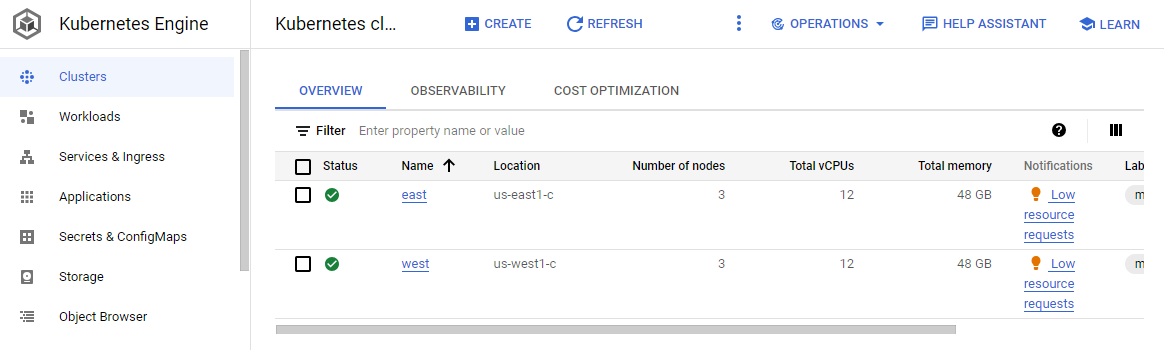 Kubernetes Engine
Kubernetes cl...
CREATE
REFRESH
OPERATIONS
HELP ASSISTANT
LEARN
Clusters
Workloads
Services & Ingress
Applications
Secrets & ConfigMaps
Storage
Object Browser
OVERVIEW
OBSERVABILITY
COST OPTIMIZATION
Filter Enter property name or value
Status Name Location Number of nodes Total vCPUs Total memory Notifications Lab
east us-east1-c 3 12 48 GB Low
resource
requests
m
west us-west1-c 3 12 48 GB Low
resource
requests
m